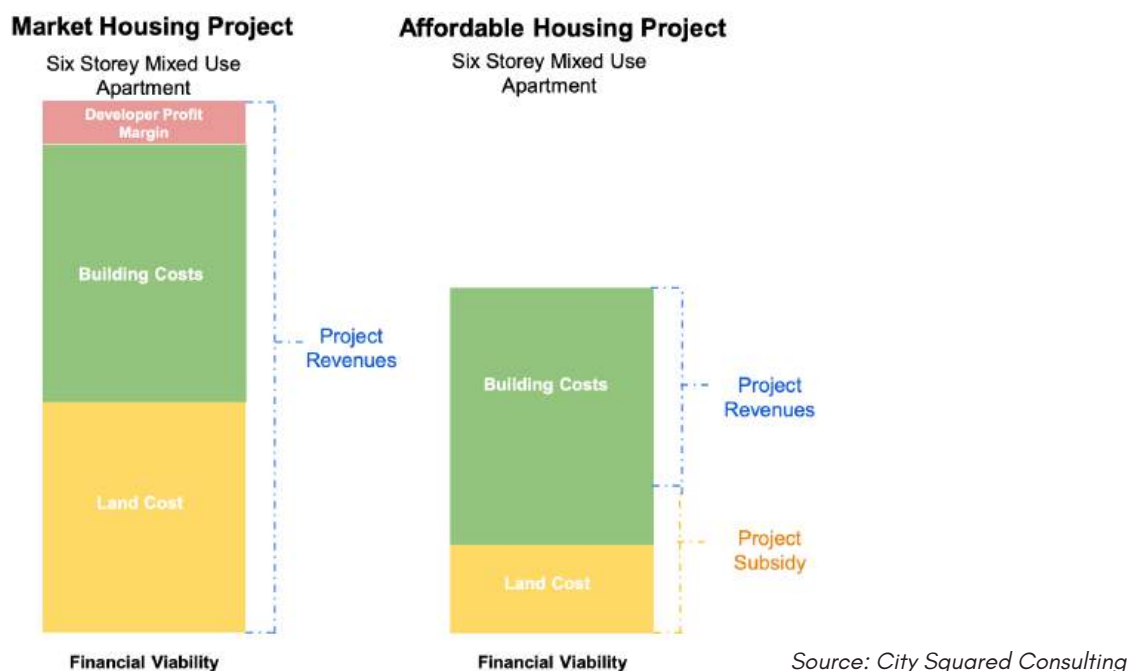 Market Housing Project
Six Storey Mixed Use
Apartment
Developer Profit
Margin
Building Costs
Land Cost
Project
Revenues
Financial Viability
Affordable Housing Project
Six Storey Mixed Use
Apartment
Building Costs
Land Cost
Project
Revenues
Project
Subsidy
Financial Viability
Source: City Squared Consulting